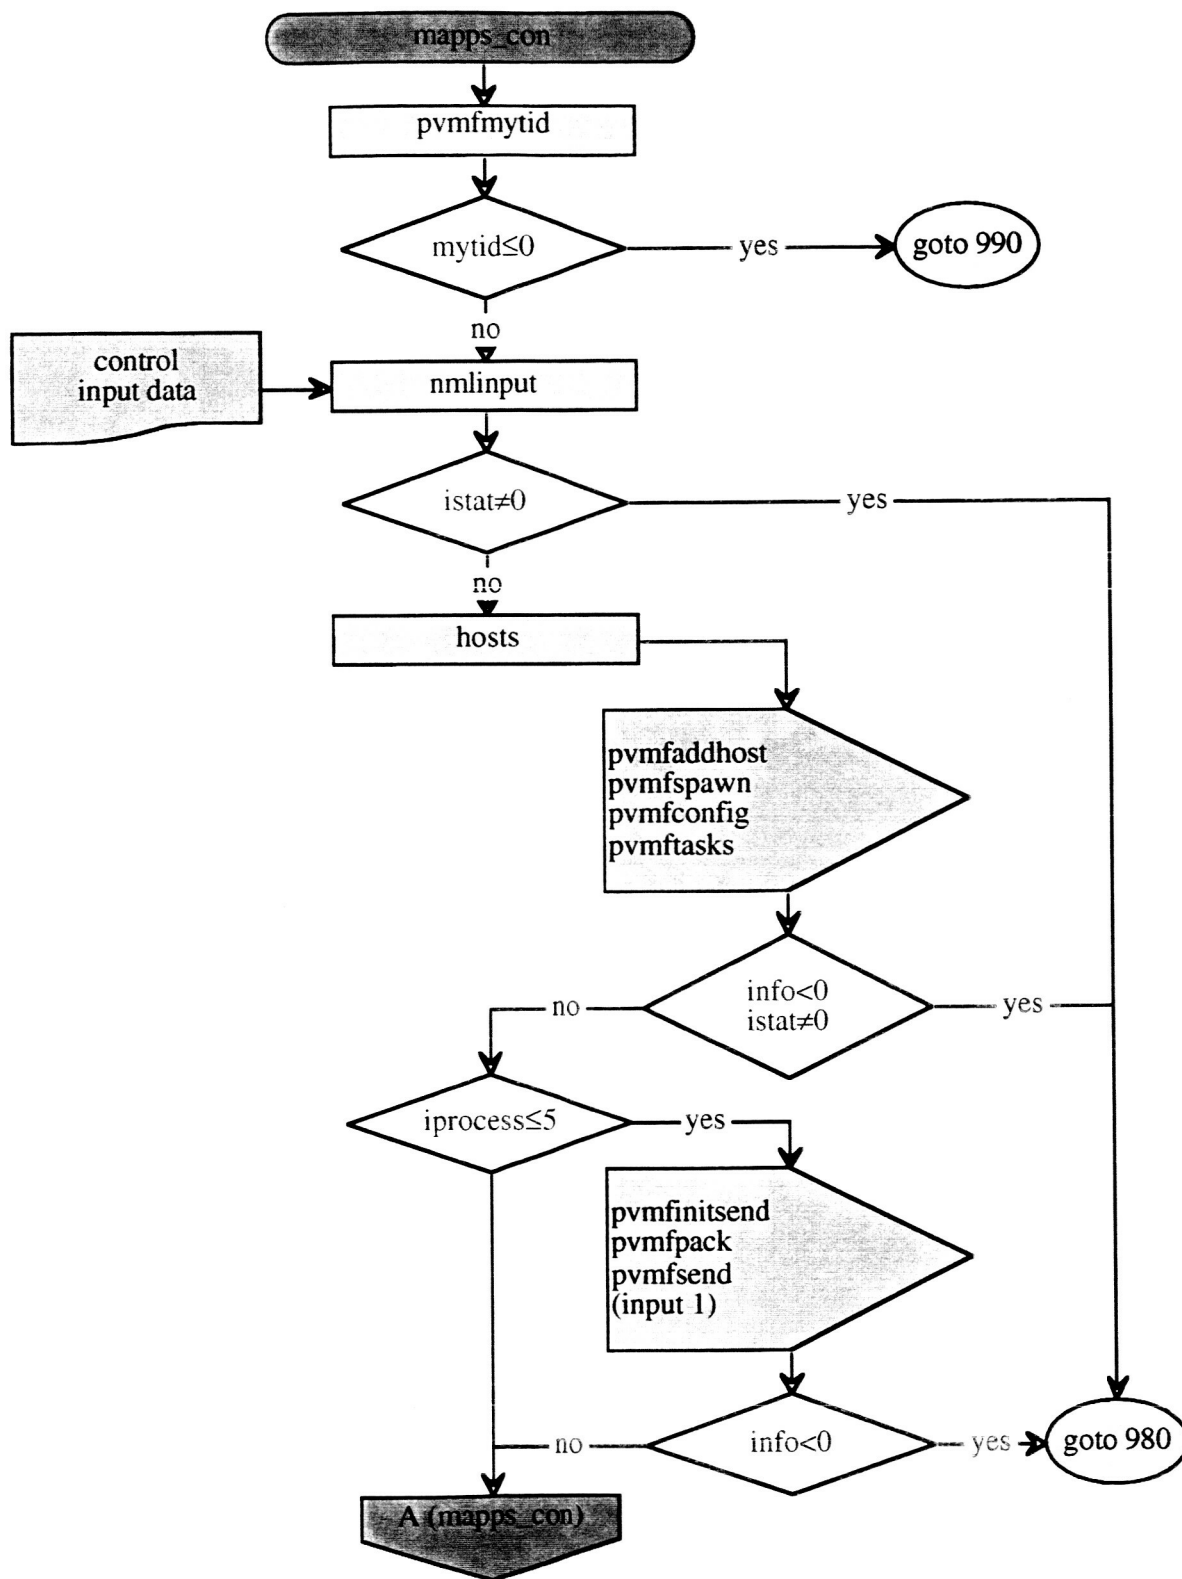 mapps_con
pvmfmytid
mytid≤0
yes
goto 990
no
control
input data
nmlinput
istat≠0
yes
no
hosts
pvmfaddhost
pvmfspawn
pvmfconfig
pvmftasks
info<0
istat≠0
no
yes
iprocess≤5
yes
pvmfinitsend
pvmfpack
pvmfsend
(input 1)
info<0
no
yes
goto 980
A (mapps_con)